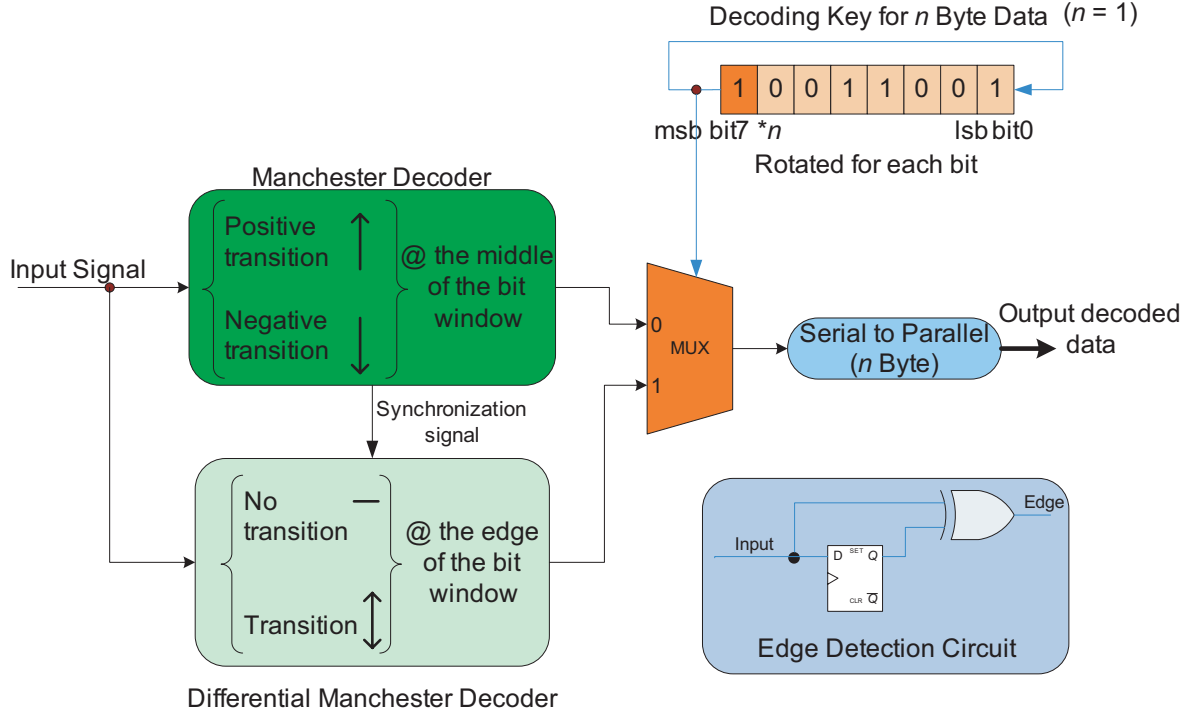 Decoding Key for n Byte Data (n = 1)
1 0 0 1 1 0 0 1
msb bit7 *n
lsb bit0
Rotated for each bit
Manchester Decoder
Input Signal
Positive
transition
Negative
transition
@ the middle
of the bit
window
Synchronization
signal
No
transition
Transition
@ the edge
of the bit
window
Differential Manchester Decoder
0
MUX
1
Serial to Parallel
(n Byte)
Output decoded
data
Input
D SET Q
CLR Q̅
Edge
Edge Detection Circuit